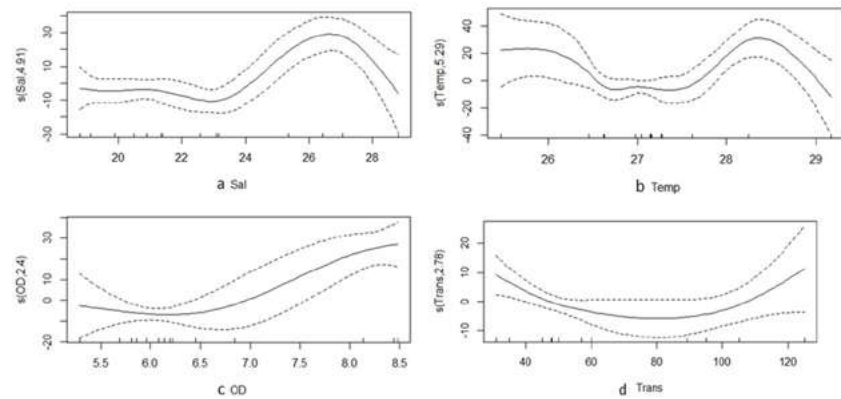 s(Sal,4.91)
-30 -10 10 30
20 22 24 26 28
a Sal
s(Temp,5.29)
-40 -20 0 20 40
26 27 28 29
b Temp
s(OD,2.4)
-20 0 10 30
5.5 6.0 6.5 7.0 7.5 8.0 8.5
c OD
s(Trans,2.78)
-10 0 10 20
40 60 80 100 120
d Trans